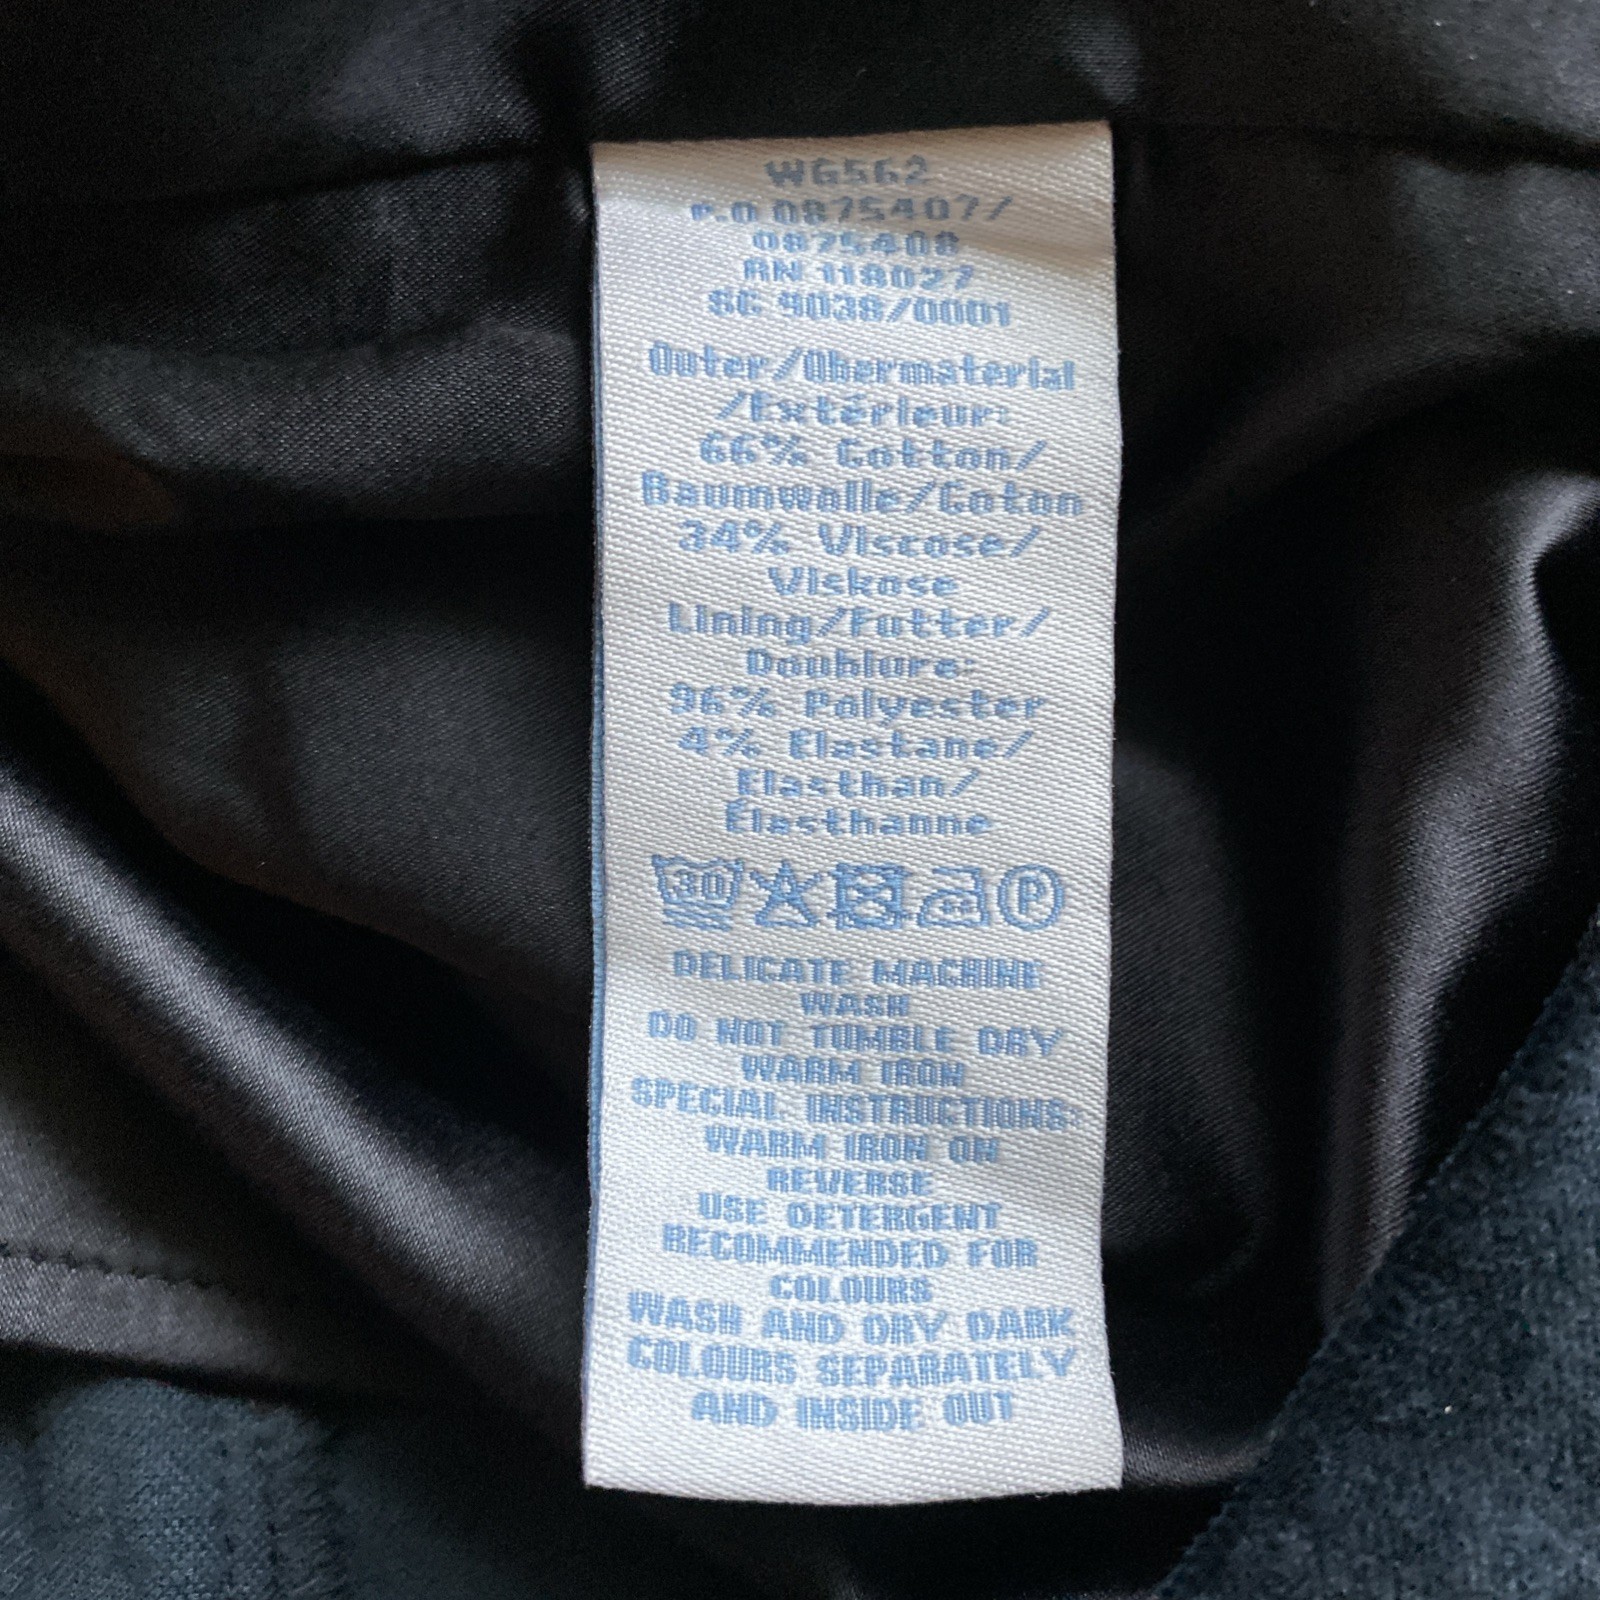 WG562
P.O 0875407/
0875408
RN 118027
SC 4038/0001
Outer/Obermaterial
/Extérieur:
66% Cotton/
Baumwolle/Coton
34% Viscose/
Viskose
Lining/Futter/
Doublure:
96% Polyester
4% Elastane/
Elasthan/
Élasthanne
30 P
DELICATE MACHINE
WASH
DO NOT TUMBLE DRY
WARM IRON
SPECIAL INSTRUCTIONS:
WARM IRON ON
REVERSE
USE DETERGENT
RECOMMENDED FOR
COLOURS
WASH AND DRY DARK
COLOURS SEPARATELY
AND INSIDE OUT